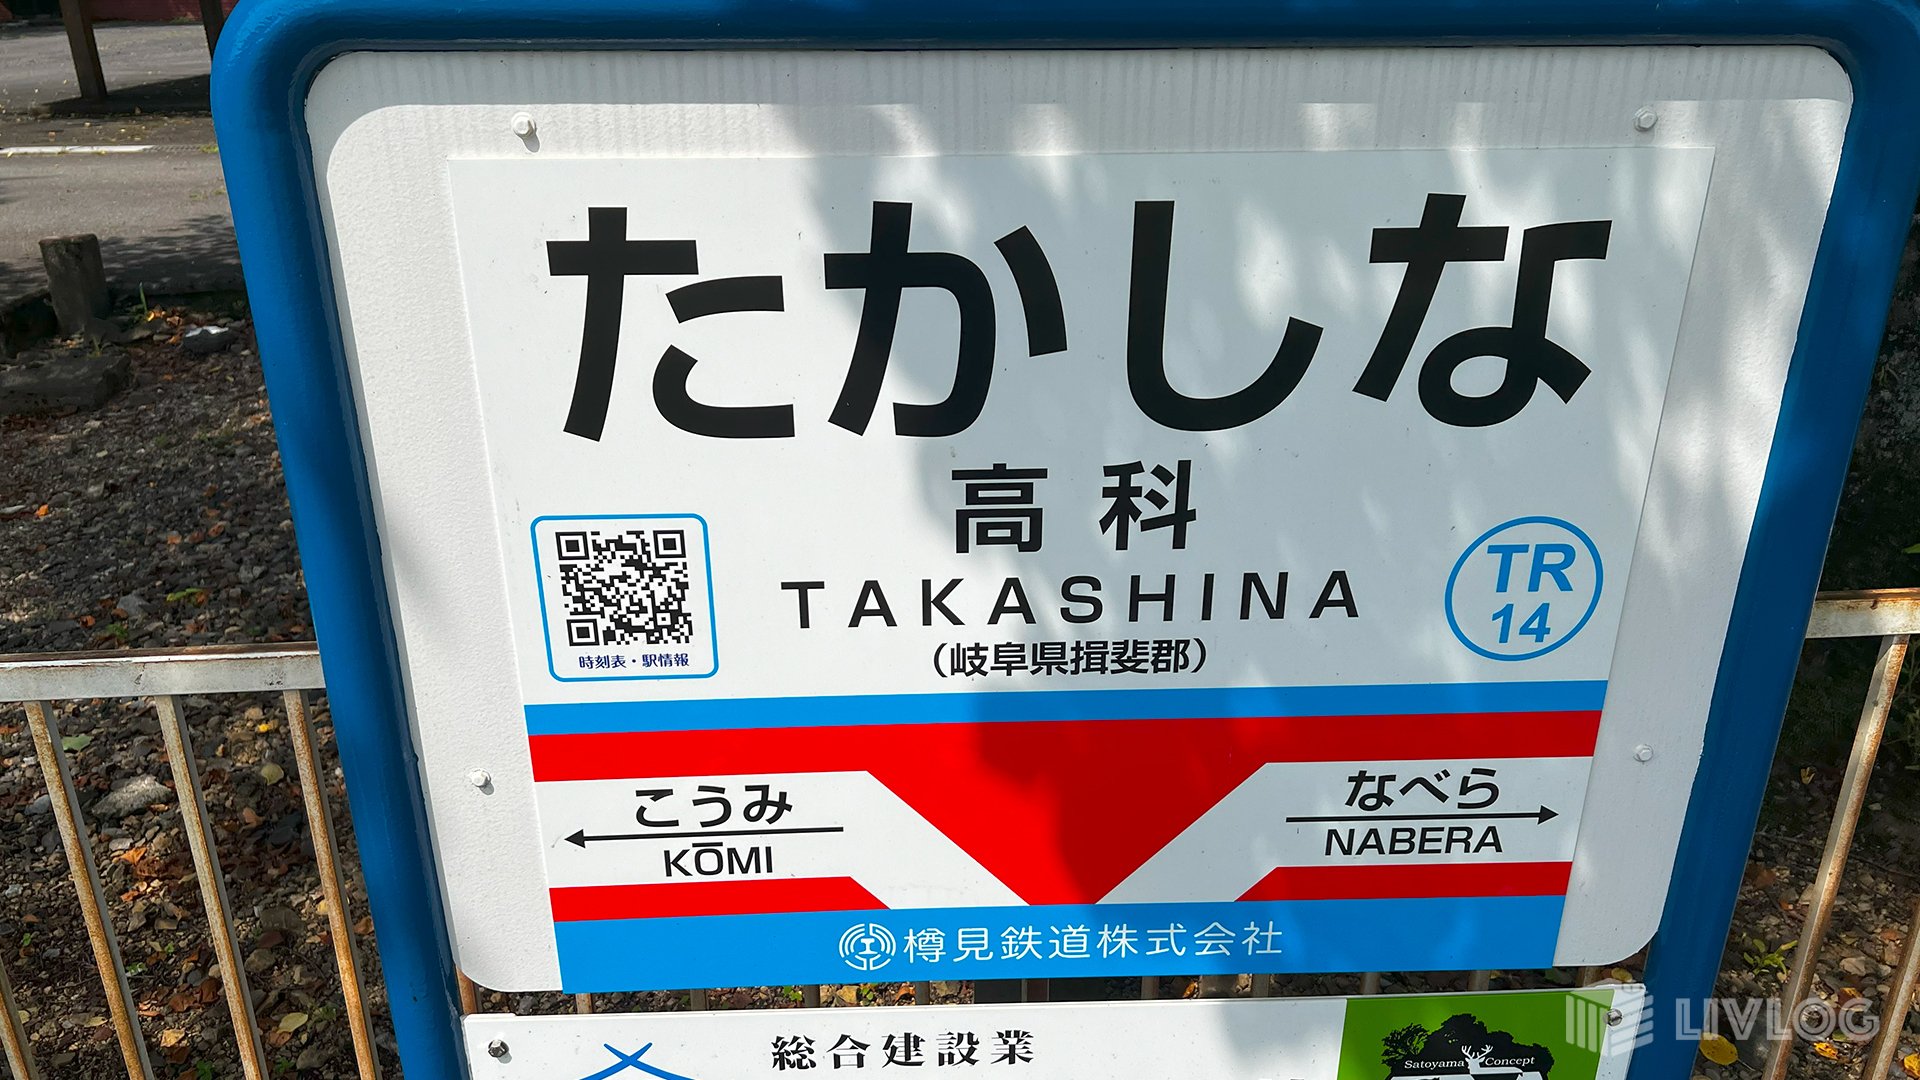 たかしな
高科
TAKASHINA
(岐阜県揖斐郡)
時刻表・駅情報
TR
14
こうみ
KŌMI
なべら
NABERA
樽見鉄道株式会社
総合建設業
Satoyama Concept
LIVLOG